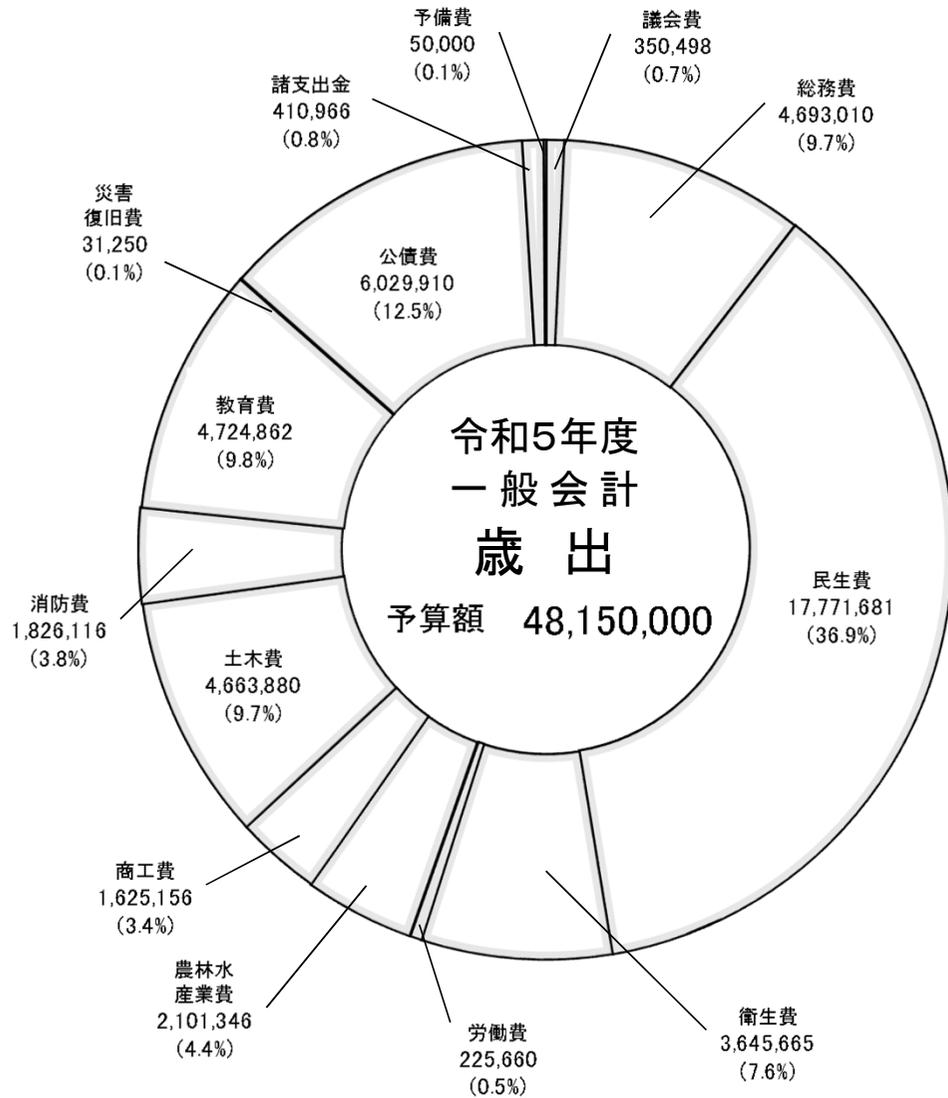 予備費
50,000
(0.1%)
議会費
350,498
(0.7%)
諸支出金
410,966
(0.8%)
総務費
4,693,010
(9.7%)
災害
復旧費
31,250
(0.1%)
公債費
6,029,910
(12.5%)
教育費
4,724,862
(9.8%)
令和5年度
一般会計
歳 出
予算額 48,150,000
民生費
17,771,681
(36.9%)
消防費
1,826,116
(3.8%)
土木費
4,663,880
(9.7%)
商工費
1,625,156
(3.4%)
農林水
産業費
2,101,346
(4.4%)
労働費
225,660
(0.5%)
衛生費
3,645,665
(7.6%)